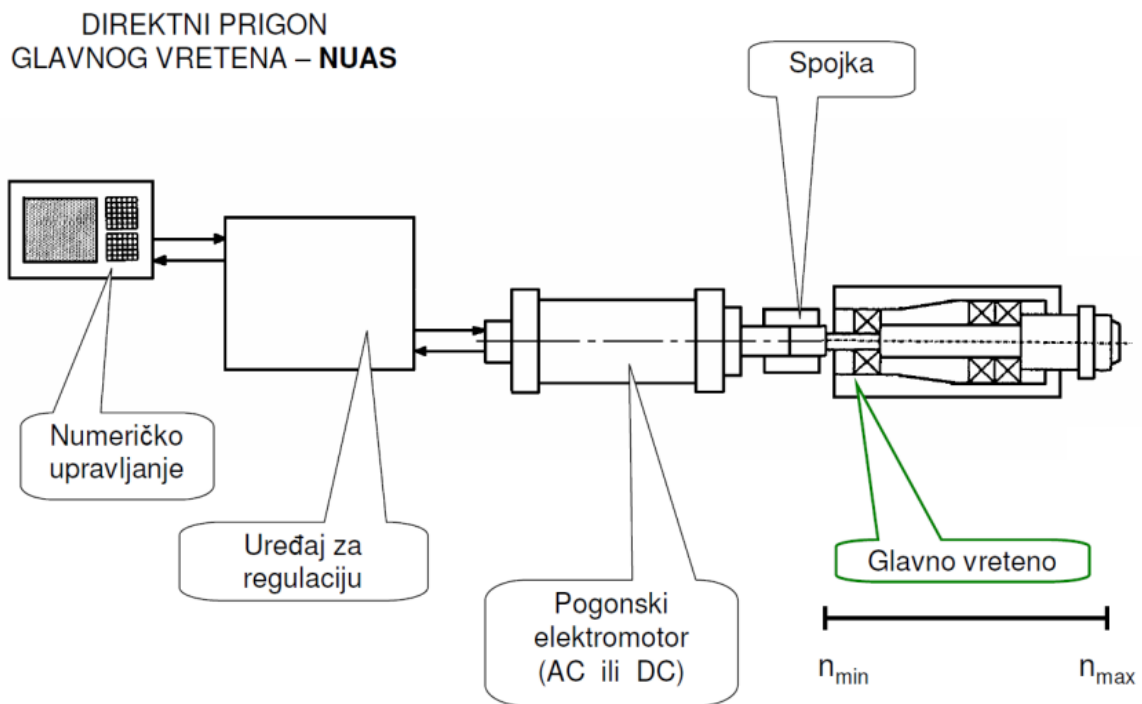 DIREKTNI PRIGON
GLAVNOG VRETENA – NUAS
Spojka
Numeričko
upravljanje
Uređaj za
regulaciju
Pogonski
elektromotor
(AC ili DC)
Glavno vreteno
nmin
nmax